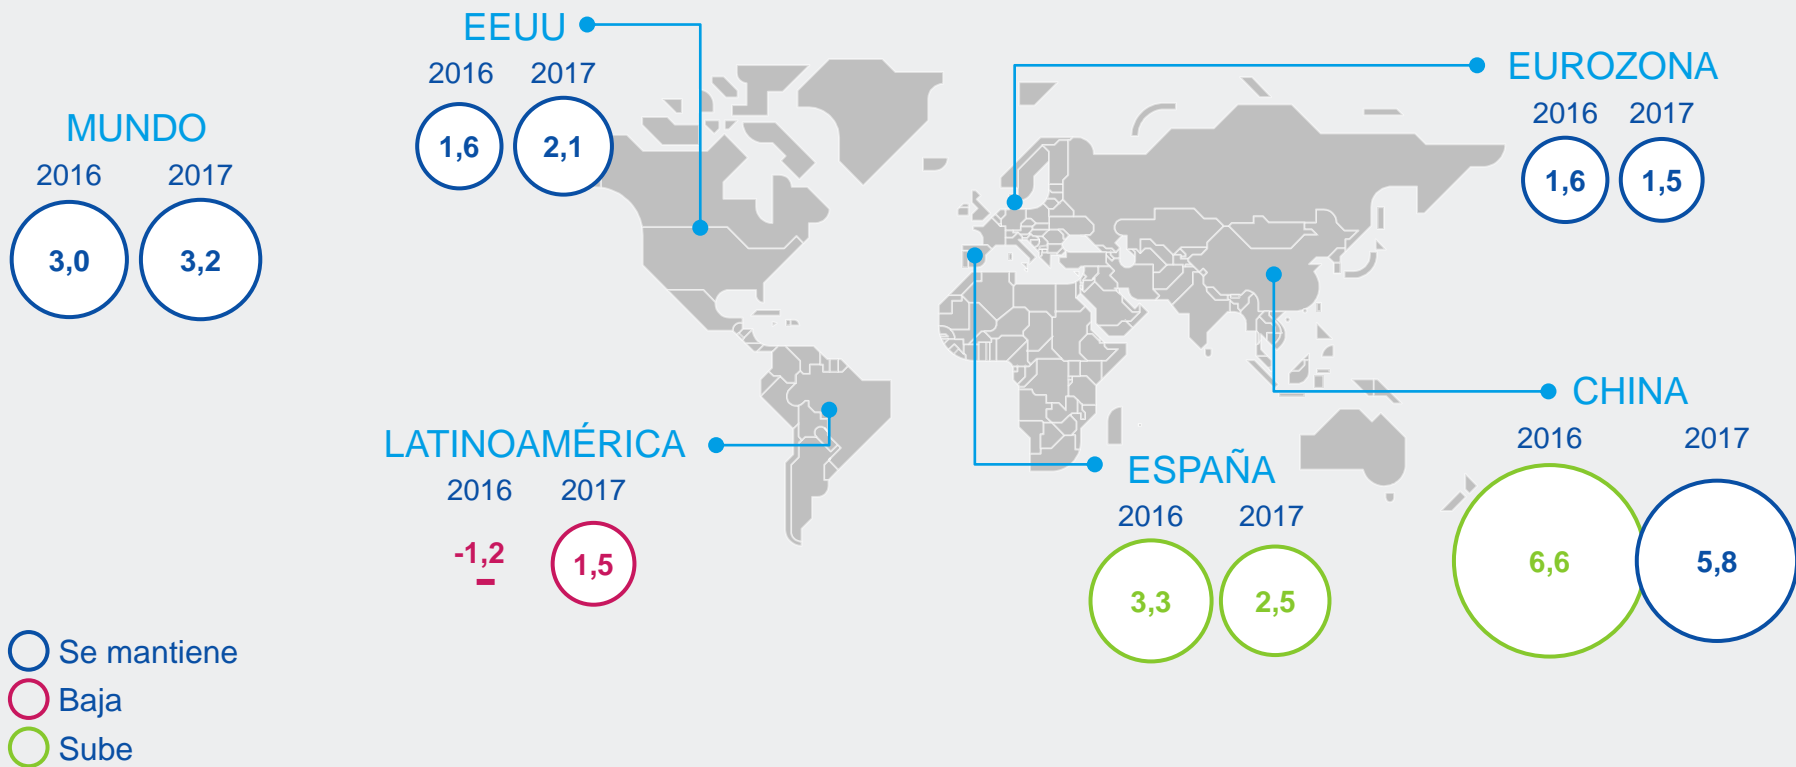 MUNDO
2016 2017
3,0 3,2
EEUU
2016 2017
1,6 2,1
EUROZONA
2016 2017
1,6 1,5
LATINOAMÉRICA
2016 2017
-1,2 1,5
ESPAÑA
2016 2017
3,3 2,5
CHINA
2016 2017
6,6 5,8
Se mantiene
Baja
Sube